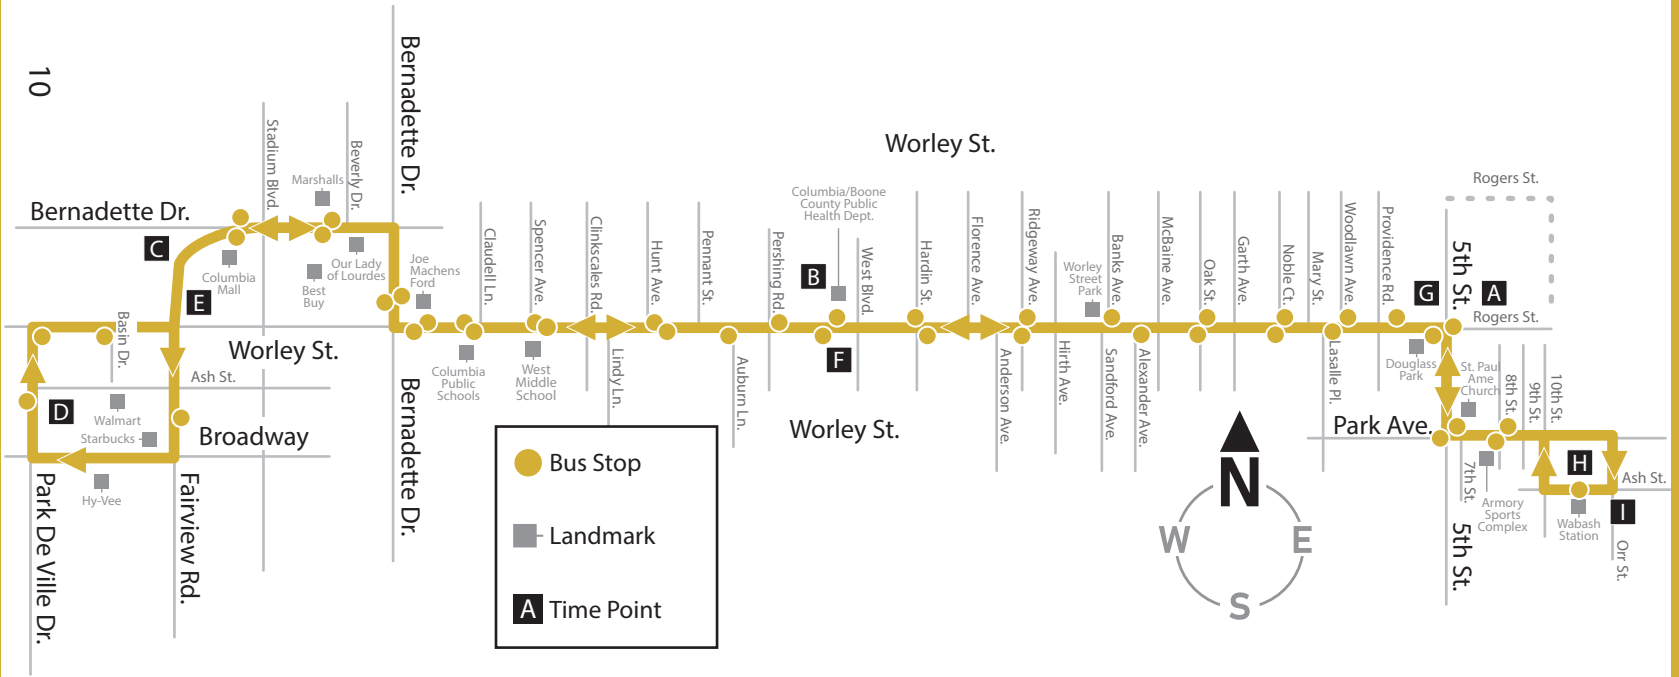 10
Bernadette Dr.
Bernadette Dr.
Stadium Blvd.
Beverly Dr.
Marshalls
Columbia
Mall
Best
Buy
Our Lady
of Lourdes
Joe
Machens
Ford
C
E
Basin Dr.
Worley St.
Ash St.
D
Walmart
Starbucks
Broadway
Hy-Vee
Park De Ville Dr.
Fairview Rd.
Bernadette Dr.
Claudell Ln.
Spencer Ave.
Clinkscales Rd.
Hunt Ave.
Pennant St.
Pershing Rd.
Columbia/Boone
County Public
Health Dept.
B
West Blvd.
Worley St.
Hardin St.
Florence Ave.
Ridgeway Ave.
Worley
Street
Park
Banks Ave.
McBaine Ave.
Oak St.
Garth Ave.
Noble Ct.
Mary St.
Woodlawn Ave.
Providence Rd.
G
5th St.
A
Rogers St.
Rogers St.
Columbia
Public
Schools
West
Middle
School
Lindy Ln.
Auburn Ln.
F
Worley St.
Anderson Ave.
Hirth Ave.
Sandford Ave.
Alexander Ave.
Lasalle Pl.
Douglass
Park
St. Paul
Ame
Church
8th St.
9th St.
10th St.
Park Ave.
7th St.
Armory
Sports
Complex
H
Wabash
Station
I
Ash St.
Orr St.
5th St.
Bus Stop
Landmark
A Time Point
N
W
E
S